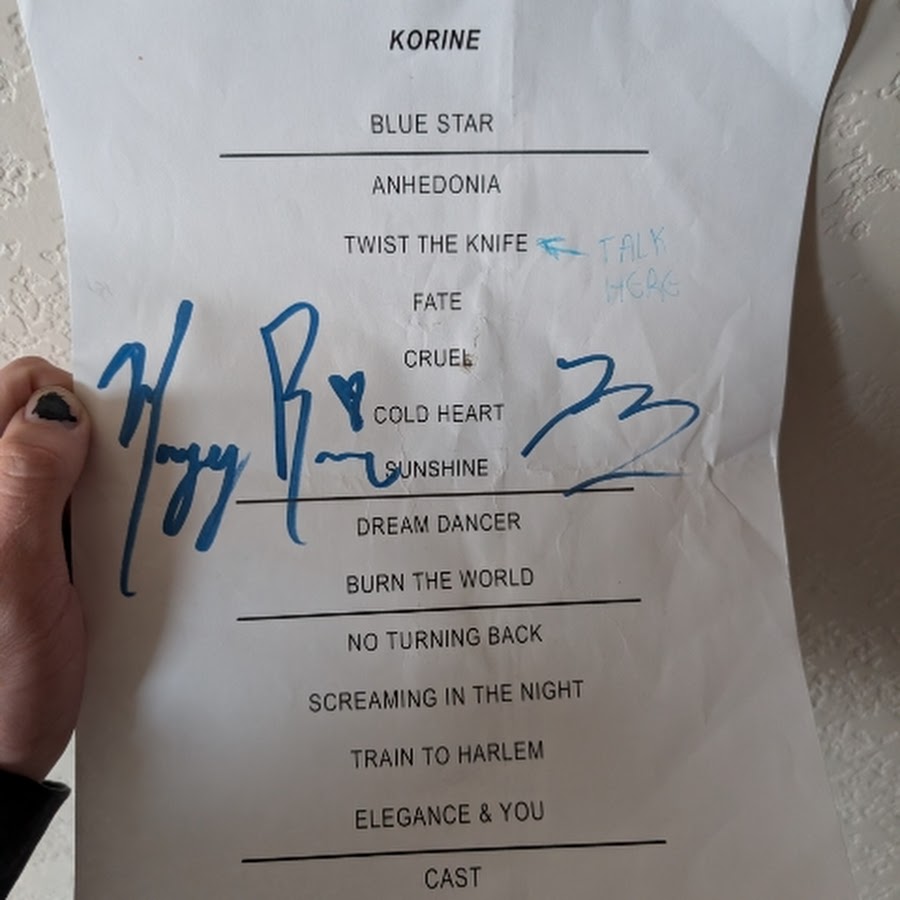 KORINE
BLUE STAR
ANHEDONIA
TWIST THE KNIFE
TALK
HERE
FATE
CRUEL
COLD HEART
SUNSHINE
DREAM DANCER
BURN THE WORLD
NO TURNING BACK
SCREAMING IN THE NIGHT
TRAIN TO HARLEM
ELEGANCE & YOU
CAST